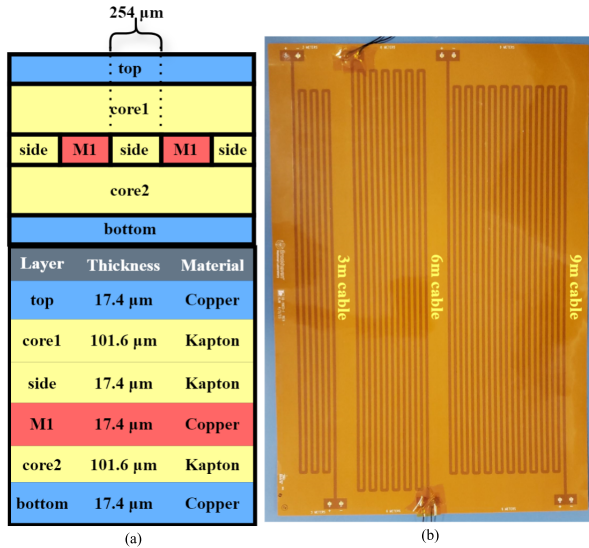 254 µm
top
core1
side M1 side M1 side
core2
bottom
Layer Thickness Material
top 17.4 µm Copper
core1 101.6 µm Kapton
side 17.4 µm Kapton
M1 17.4 µm Copper
core2 101.6 µm Kapton
bottom 17.4 µm Copper
(a)
3m cable
6m cable
9m cable
(b)